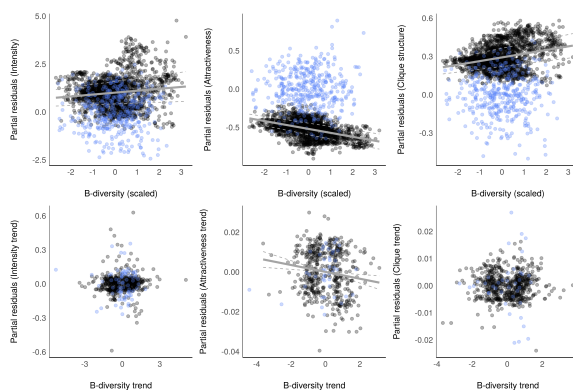 Partial residuals (Intensity)
5.0
2.5
0.0
-2.5
-2 -1 0 1 2 3
B-diversity (scaled)
Partial residuals (Attractiveness)
0.5
0.0
-0.5
-2 -1 0 1 2 3
B-diversity (scaled)
Partial residuals (Clique structure)
0.6
0.3
0.0
-0.3
-2 -1 0 1 2 3
B-diversity (scaled)
Partial residuals (Intensity trend)
0.6
0.3
0.0
-0.3
-0.6
-3 0 3
B-diversity trend
Partial residuals (Attractiveness trend)
0.02
0.00
-0.02
-0.04
-4 -2 0 2
B-diversity trend
Partial residuals (Clique trend)
0.02
0.01
0.00
-0.01
-0.02
-4 -2 0 2
B-diversity trend